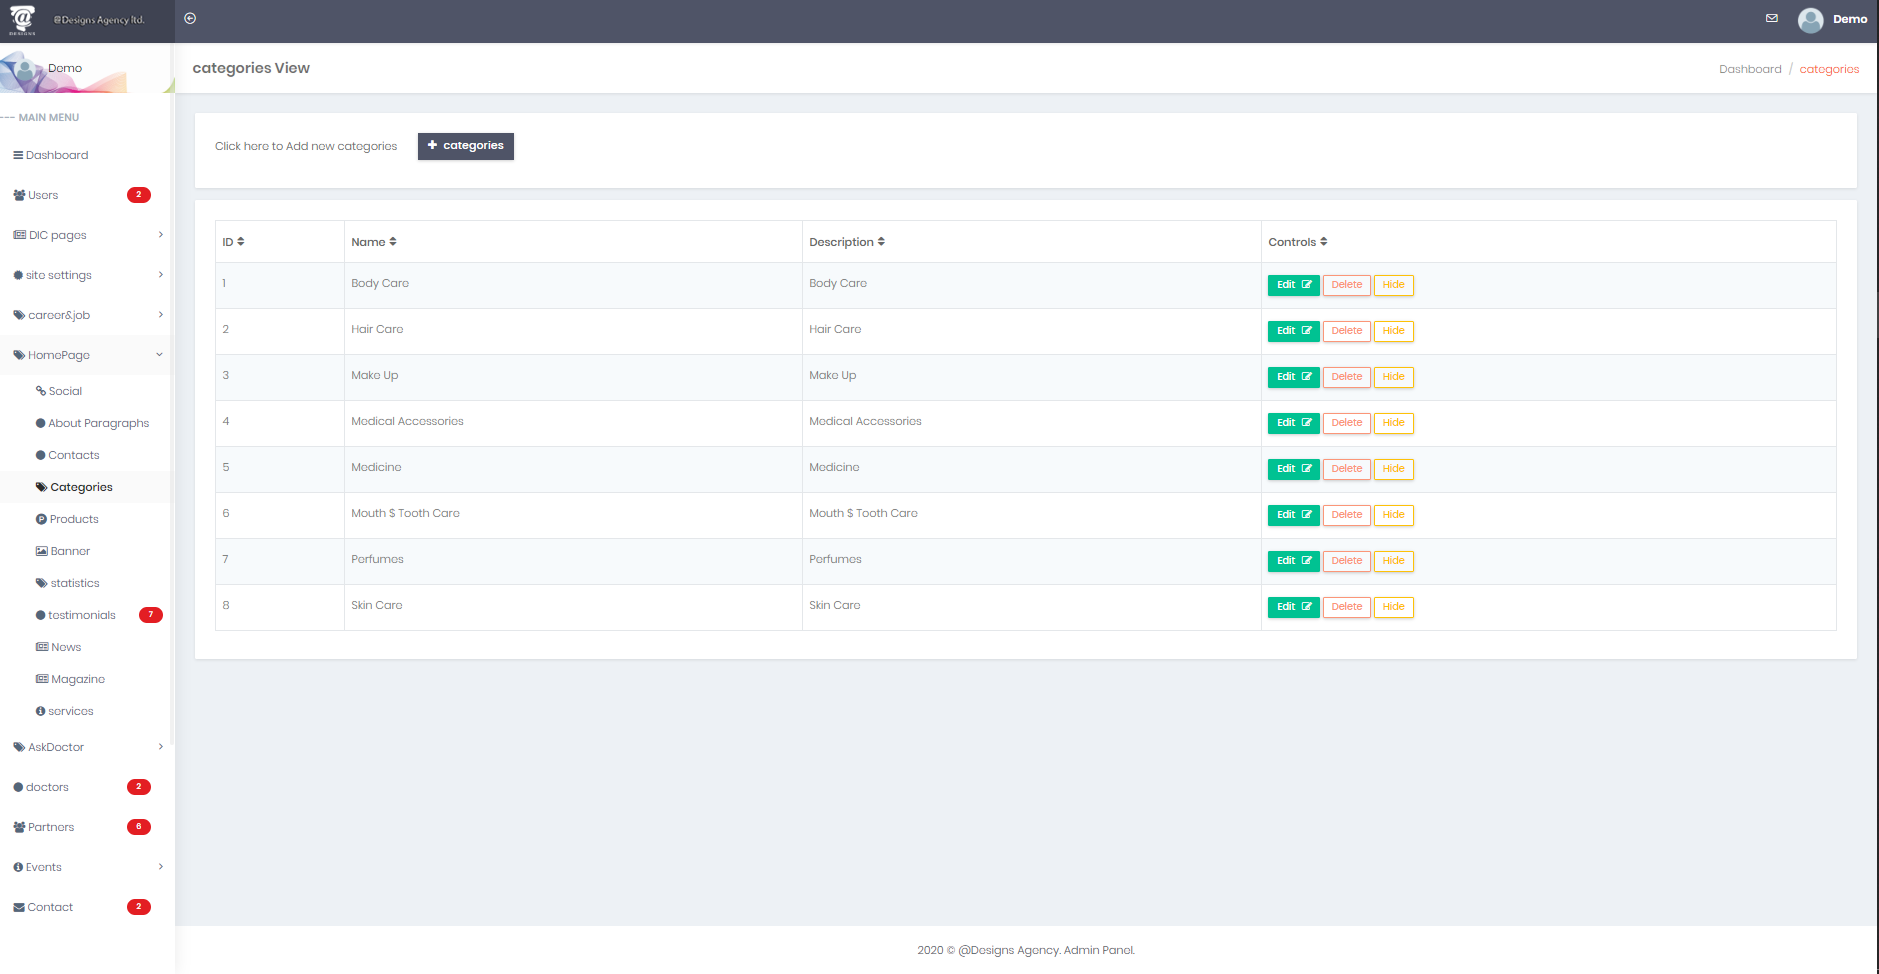 @Designs Agency ltd.
DESIGNS
Demo
Demo
categories View
Dashboard / categories
--- MAIN MENU
Dashboard
Users 2
DIC pages
site settings
career&job
HomePage
Social
About Paragraphs
Contacts
Categories
Products
Banner
statistics
testimonials 7
News
Magazine
services
AskDoctor
doctors 2
Partners 6
Events
Contact 2
Click here to Add new categories + categories
ID Name Description Controls
1 Body Care Body Care Edit Delete Hide
2 Hair Care Hair Care Edit Delete Hide
3 Make Up Make Up Edit Delete Hide
4 Medical Accessories Medical Accessories Edit Delete Hide
5 Medicine Medicine Edit Delete Hide
6 Mouth $ Tooth Care Mouth $ Tooth Care Edit Delete Hide
7 Perfumes Perfumes Edit Delete Hide
8 Skin Care Skin Care Edit Delete Hide
2020 © @Designs Agency. Admin Panel.